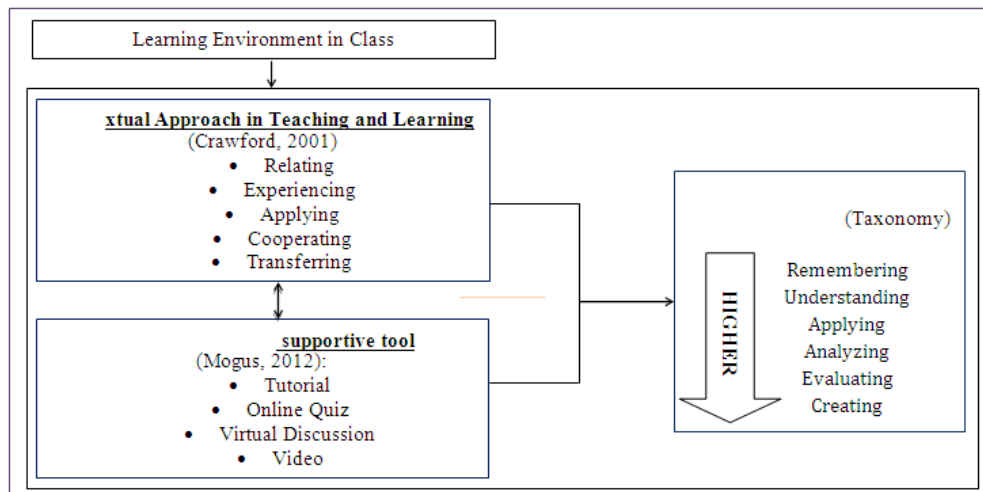 Learning Environment in Class
xtual Approach in Teaching and Learning
(Crawford, 2001)
• Relating
• Experiencing
• Applying
• Cooperating
• Transferring
supportive tool
(Mogus, 2012):
• Tutorial
• Online Quiz
• Virtual Discussion
• Video
(Taxonomy)
HIGHER
Remembering
Understanding
Applying
Analyzing
Evaluating
Creating